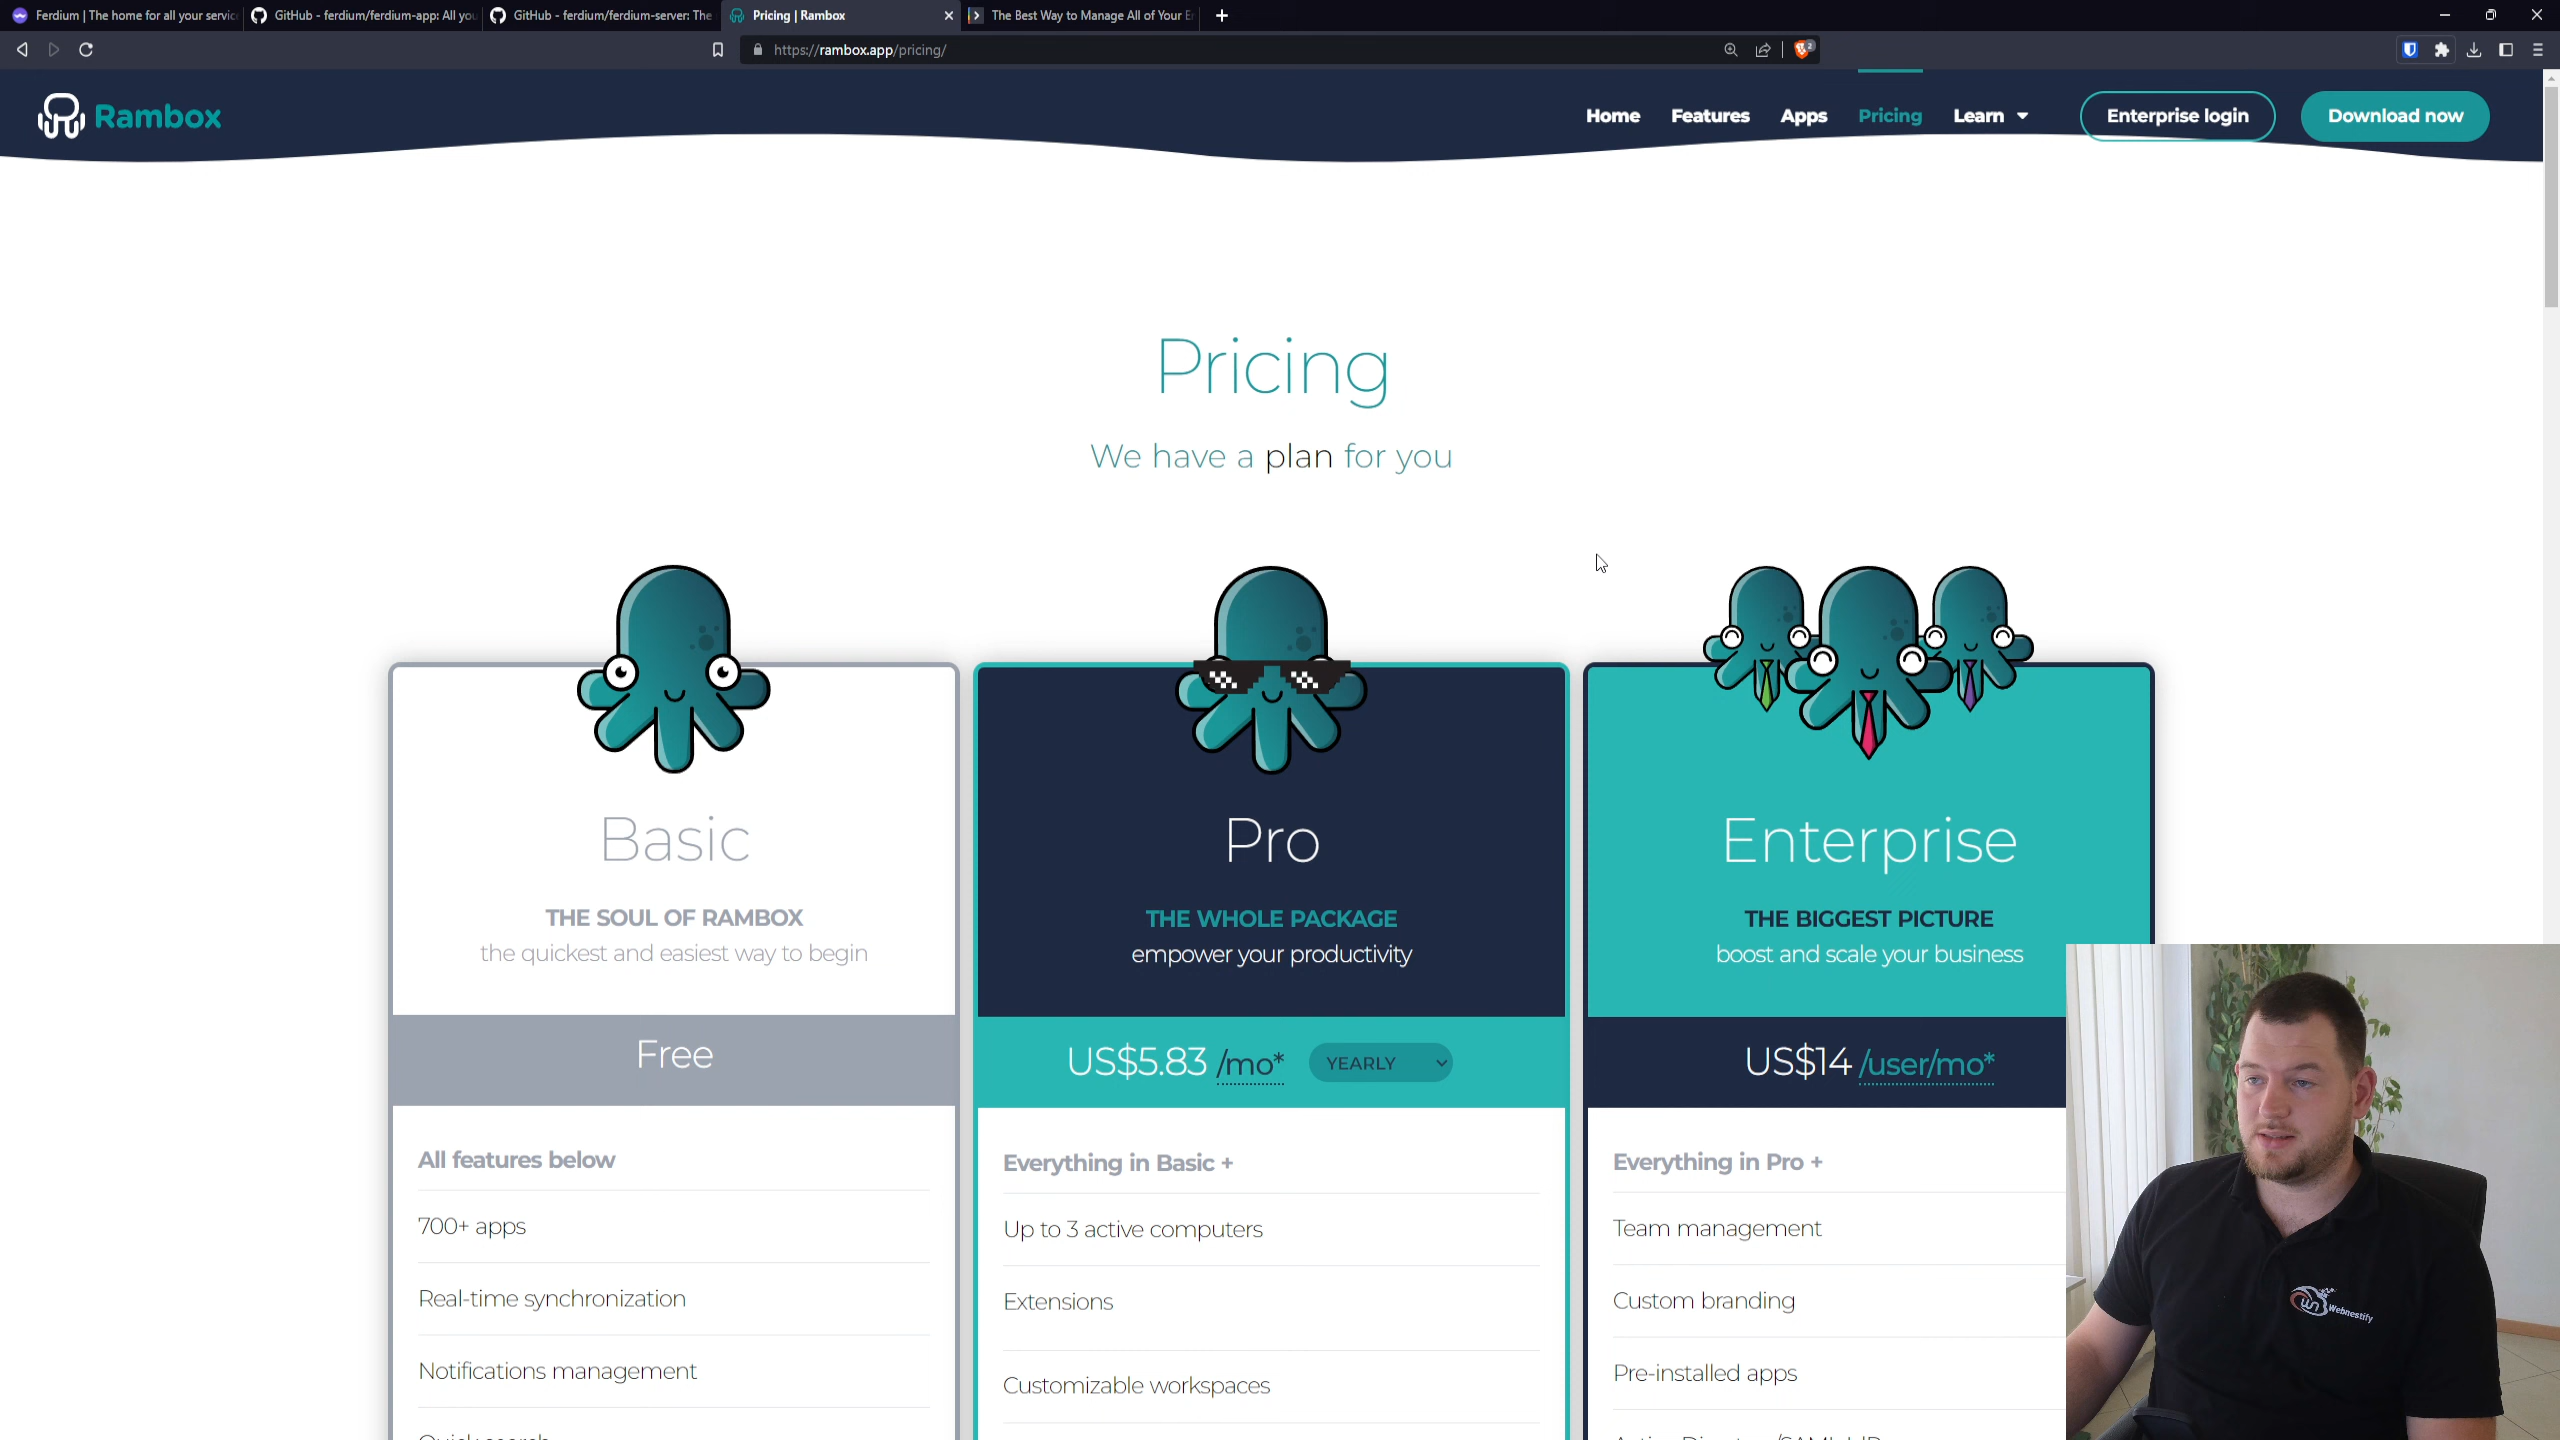 Ferdium | The home for all your servic
GitHub - ferdium/ferdium-app: All you
GitHub - ferdium/ferdium-server: The
Pricing | Rambox
The Best Way to Manage All of Your E
https://rambox.app/pricing/
2
Rambox
Home
Features
Apps
Pricing
Learn
Enterprise login
Download now
Pricing
We have a plan for you
Basic
THE SOUL OF RAMBOX
the quickest and easiest way to begin
Free
All features below
700+ apps
Real-time synchronization
Notifications management
Pro
THE WHOLE PACKAGE
empower your productivity
US$5.83 /mo*
YEARLY
Everything in Basic +
Up to 3 active computers
Extensions
Customizable workspaces
Enterprise
THE BIGGEST PICTURE
boost and scale your business
US$14 /user/mo*
Everything in Pro +
Team management
Custom branding
Pre-installed apps
Webnestify